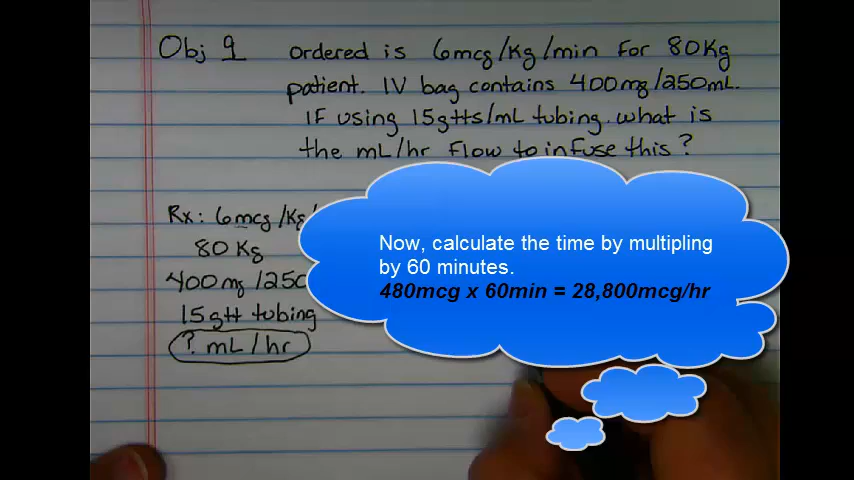 Obj 9 ordered is 6mcg/Kg/min for 80Kg
patient. IV bag contains 400mg/250mL.
If using 15gtts/mL tubing. what is
the mL/hr flow to infuse this?
Rx: 6mcg/Kg/
80 Kg
400mg/250
15gtt tubing
? mL/hr
Now, calculate the time by multipling
by 60 minutes.
480mcg x 60min = 28,800mcg/hr